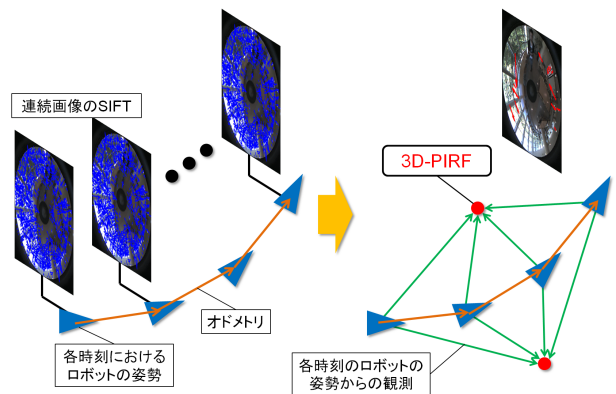 連続画像のSIFT
3D-PIRF
オドメトリ
各時刻における
ロボットの姿勢
各時刻のロボットの
姿勢からの観測